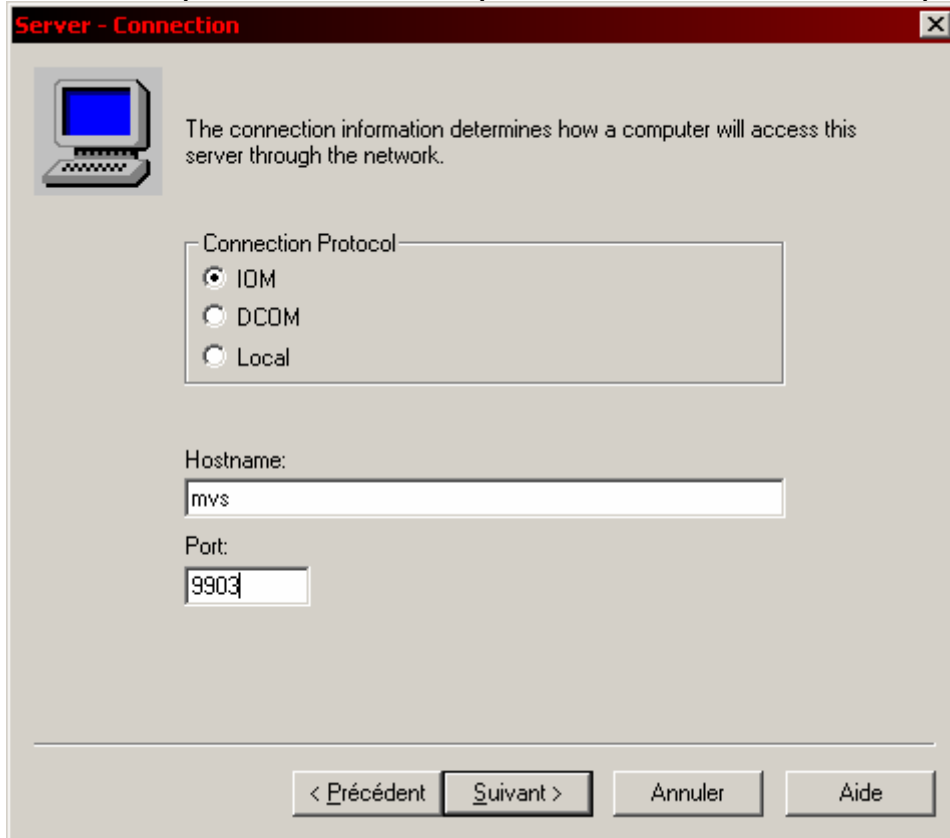 Server - Connection
The connection information determines how a computer will access this
server through the network.
Connection Protocol
IOM
DCOM
Local
Hostname:
mvs
Port:
9903
< Précédent Suivant > Annuler Aide